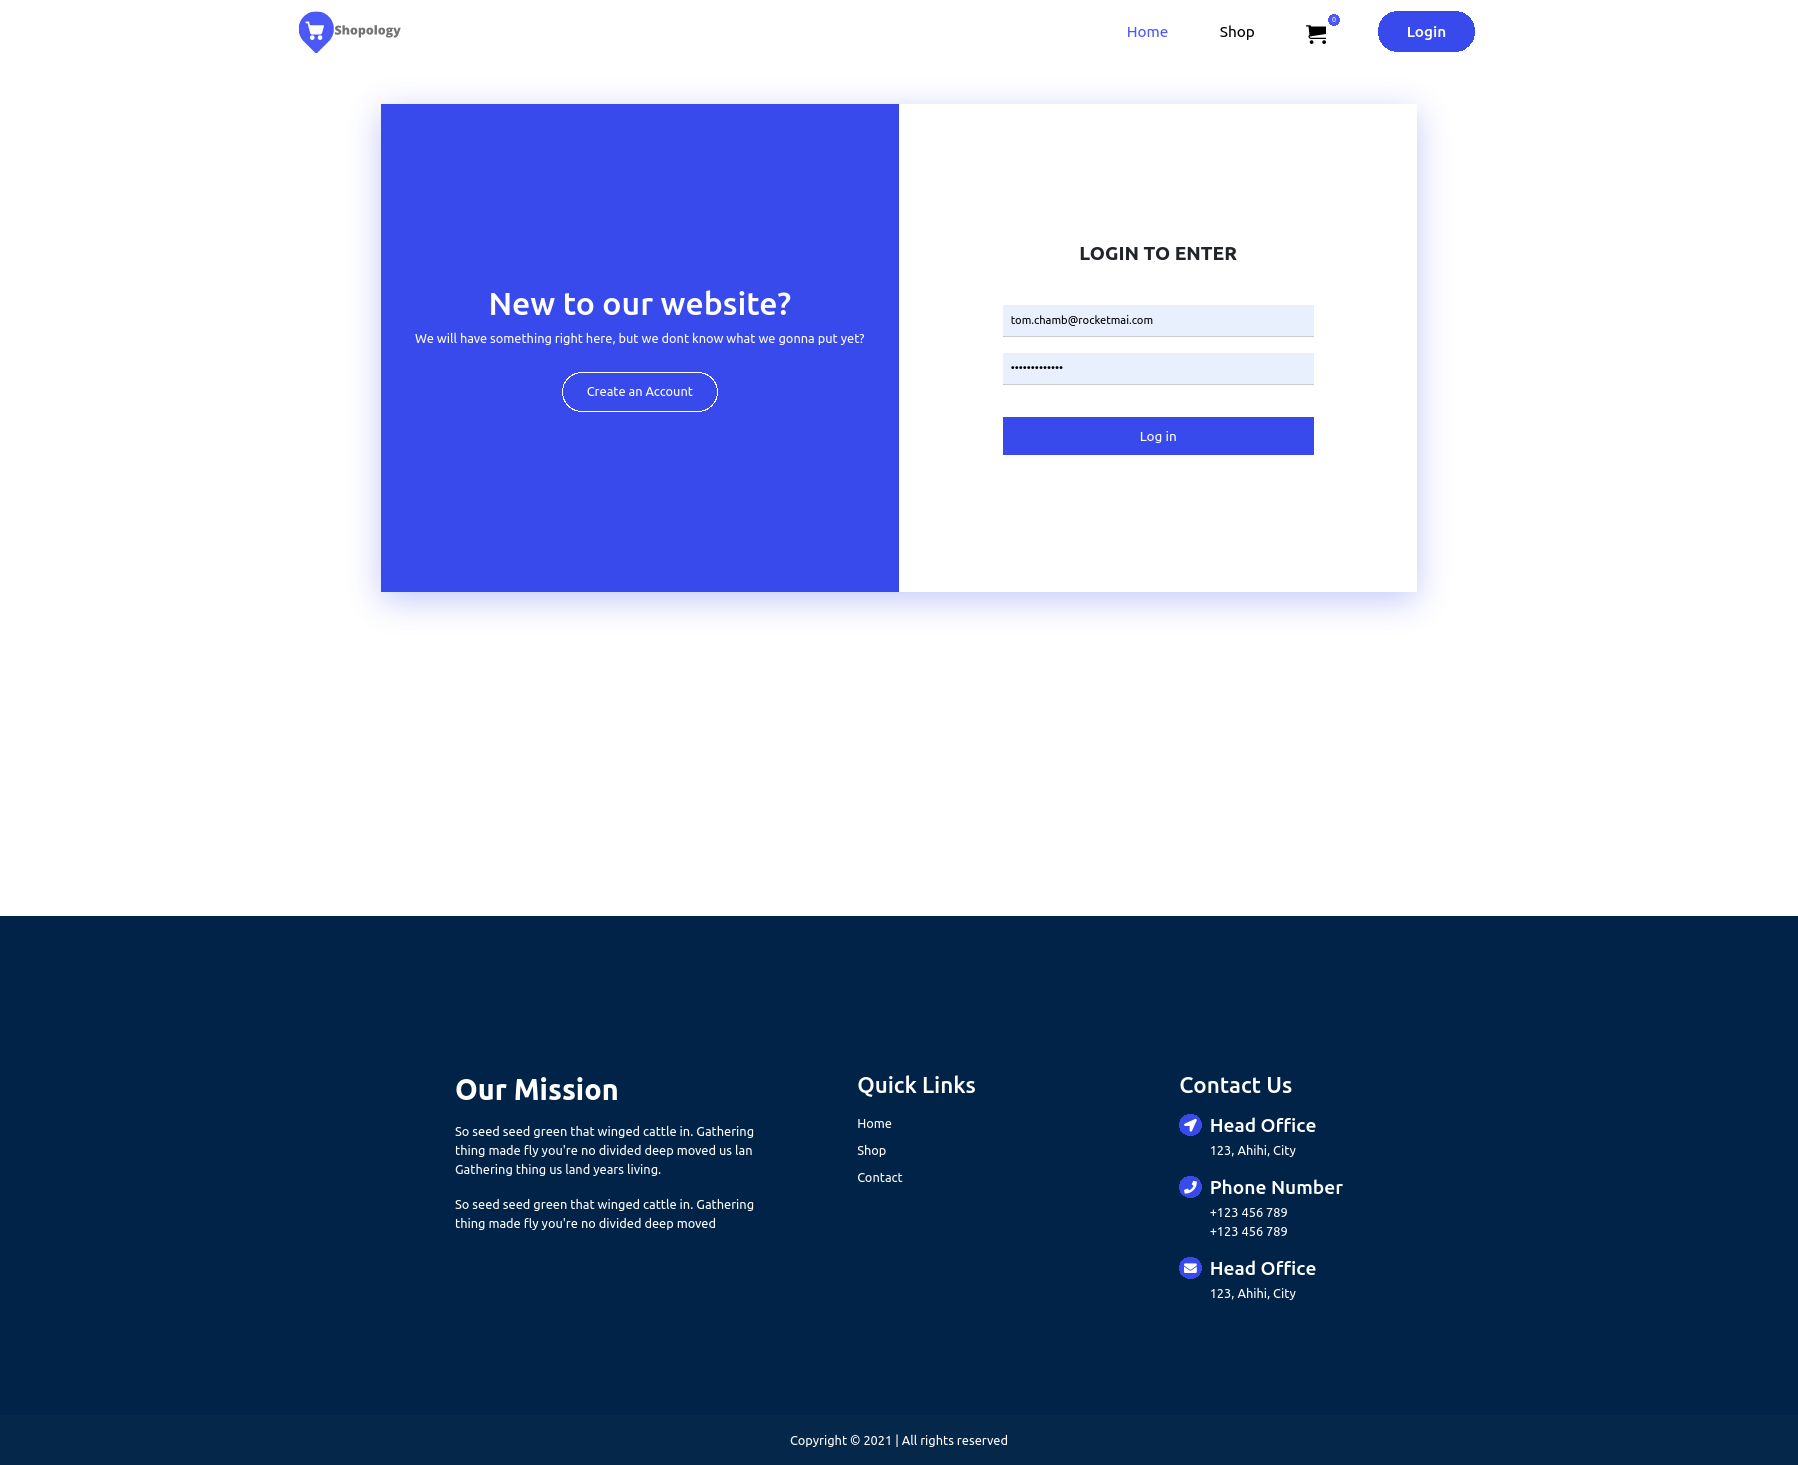 Shopology
Home
Shop
0
Login
New to our website?
We will have something right here, but we dont know what we gonna put yet?
Create an Account
LOGIN TO ENTER
tom.chamb@rocketmai.com
•••••••••••••
Log in
Our Mission
So seed seed green that winged cattle in. Gathering
thing made fly you're no divided deep moved us lan
Gathering thing us land years living.
So seed seed green that winged cattle in. Gathering
thing made fly you're no divided deep moved
Quick Links
Home
Shop
Contact
Contact Us
Head Office
123, Ahihi, City
Phone Number
+123 456 789
+123 456 789
Head Office
123, Ahihi, City
Copyright © 2021 | All rights reserved